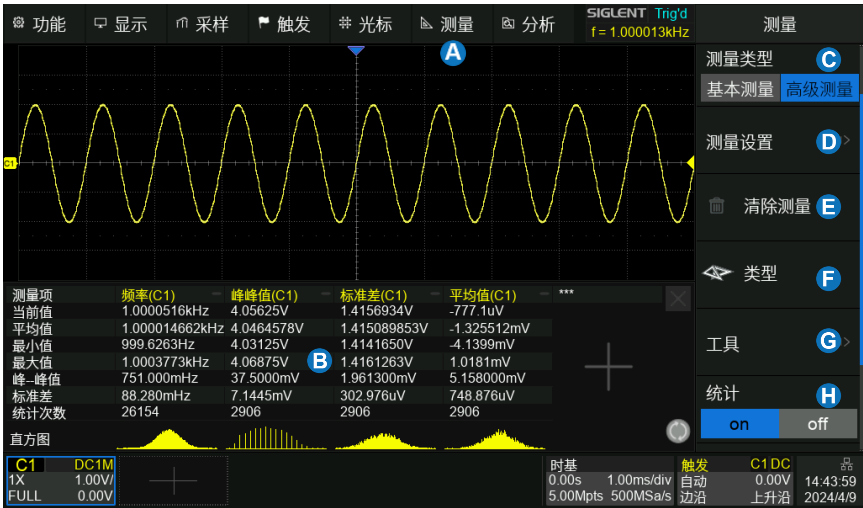 功能 显示 采样 触发 光标 测量 分析 SIGLENT Trig'd 测量
f = 1.000013kHz
A
测量类型 C
基本测量 高级测量
测量设置 D
C1
清除测量 E
类型 F
测量项 频率(C1) 峰峰值(C1) 标准差(C1) 平均值(C1) ***
当前值 1.0000516kHz 4.05625V 1.4156934V -777.1uV
平均值 1.000014662kHz 4.0464578V 1.415089853V -1.325512mV
最小值 999.6263Hz 4.03125V 1.4141650V -4.1399mV
最大值 1.0003773kHz 4.06875V B 1.4161263V 1.0181mV
峰--峰值 751.000mHz 37.5000mV 1.961300mV 5.158000mV
标准差 88.280mHz 7.1445mV 302.976uV 748.876uV
统计次数 26154 2906 2906 2906
直方图
工具 G
统计 H
on off
C1 DC1M
1X 1.00V/
FULL 0.00V
时基
0.00s 1.00ms/div
5.00Mpts 500MSa/s
触发 C1 DC
自动 0.00V
边沿 上升沿
14:43:59
2024/4/9